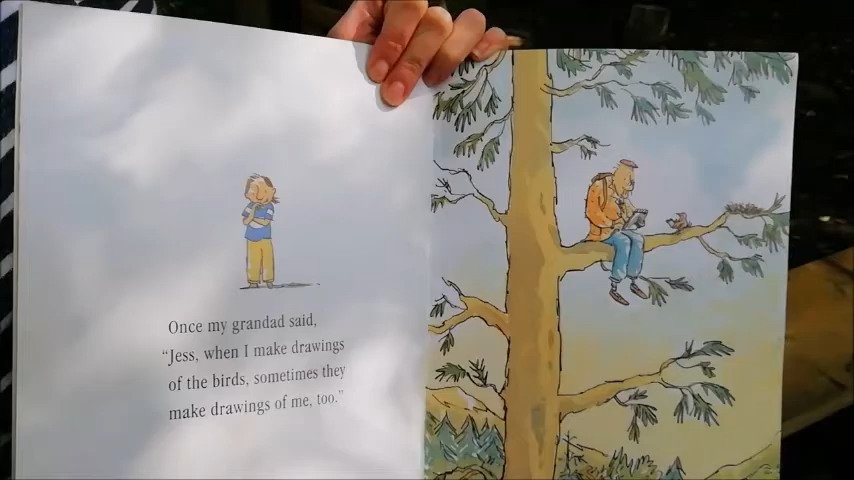 Once my grandad said,
“Jess, when I make drawings
of the birds, sometimes they
make drawings of me, too.”